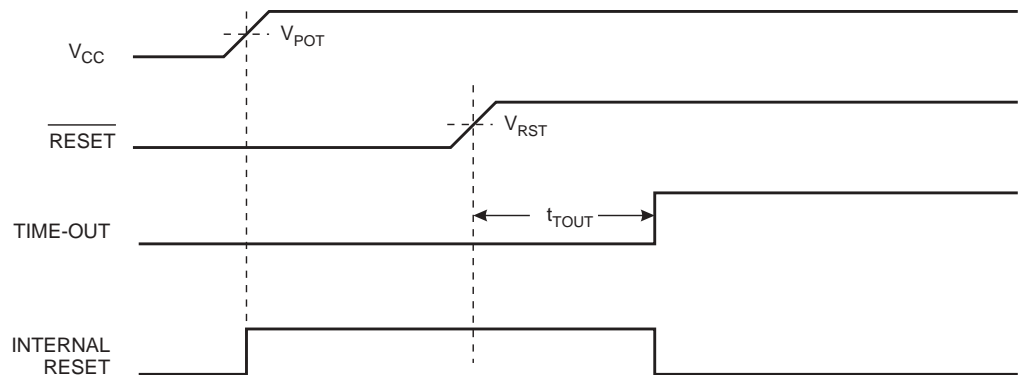 VCC
VPOT
RESET
VRST
TIME-OUT
tTOUT
INTERNAL
RESET